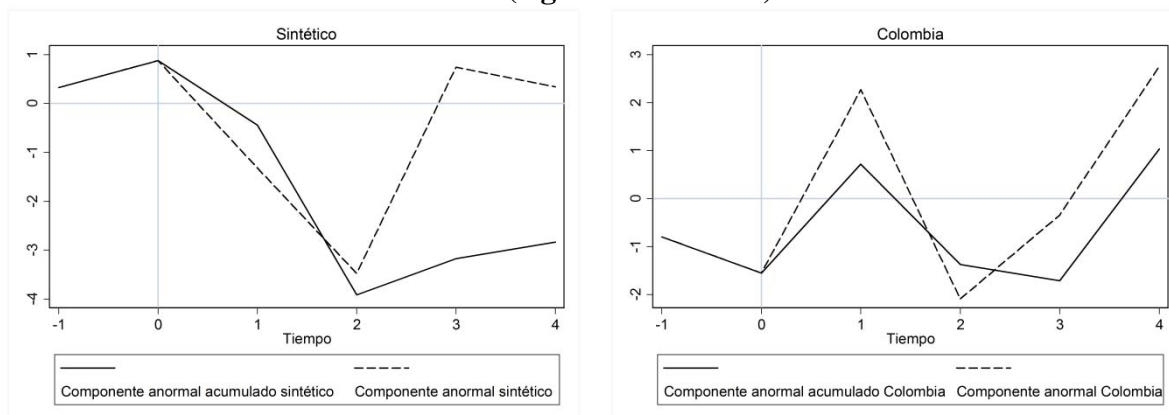 Sintético
1
0
-1
-2
-3
-4
-1 0 1 2 3 4
Tiempo
Componente anormal acumulado sintético Componente anormal sintético
Colombia
3
2
1
0
-1
-2
-1 0 1 2 3 4
Tiempo
Componente anormal acumulado Colombia Componente anormal Colombia